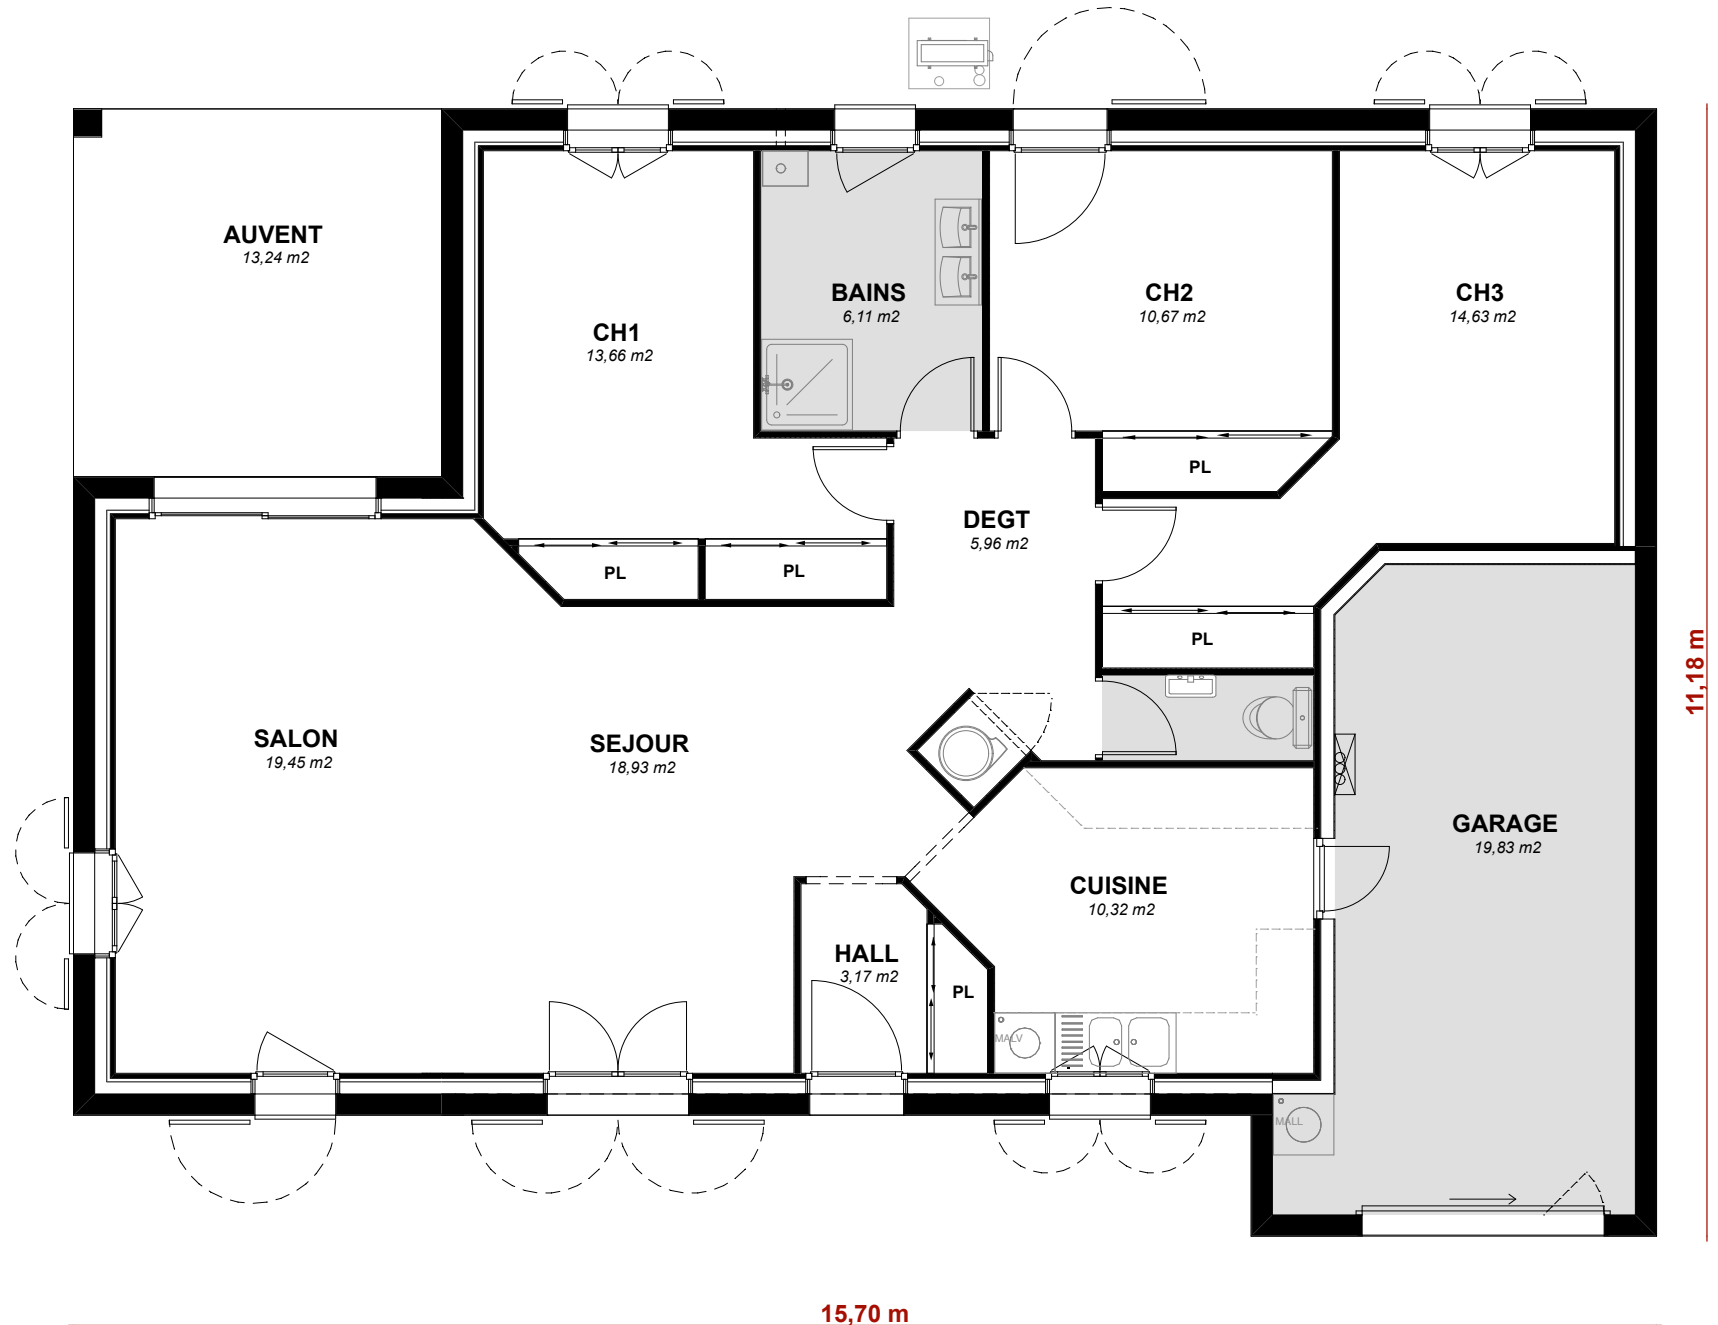 AUVENT
13,24 m2
CH1
13,66 m2
BAINS
6,11 m2
CH2
10,67 m2
CH3
14,63 m2
PL
DEGT
5,96 m2
PL
PL
PL
11,18 m
SALON
19,45 m2
SEJOUR
18,93 m2
GARAGE
19,83 m2
CUISINE
10,32 m2
HALL
3,17 m2
PL
MALV
MALL
15,70 m